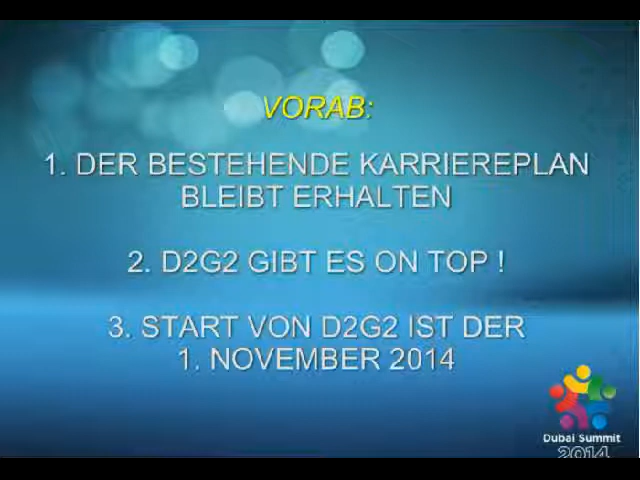 VORAB:
1. DER BESTEHENDE KARRIEREPLAN
BLEIBT ERHALTEN
2. D2G2 GIBT ES ON TOP !
3. START VON D2G2 IST DER
1. NOVEMBER 2014
Dubai Summit
2014